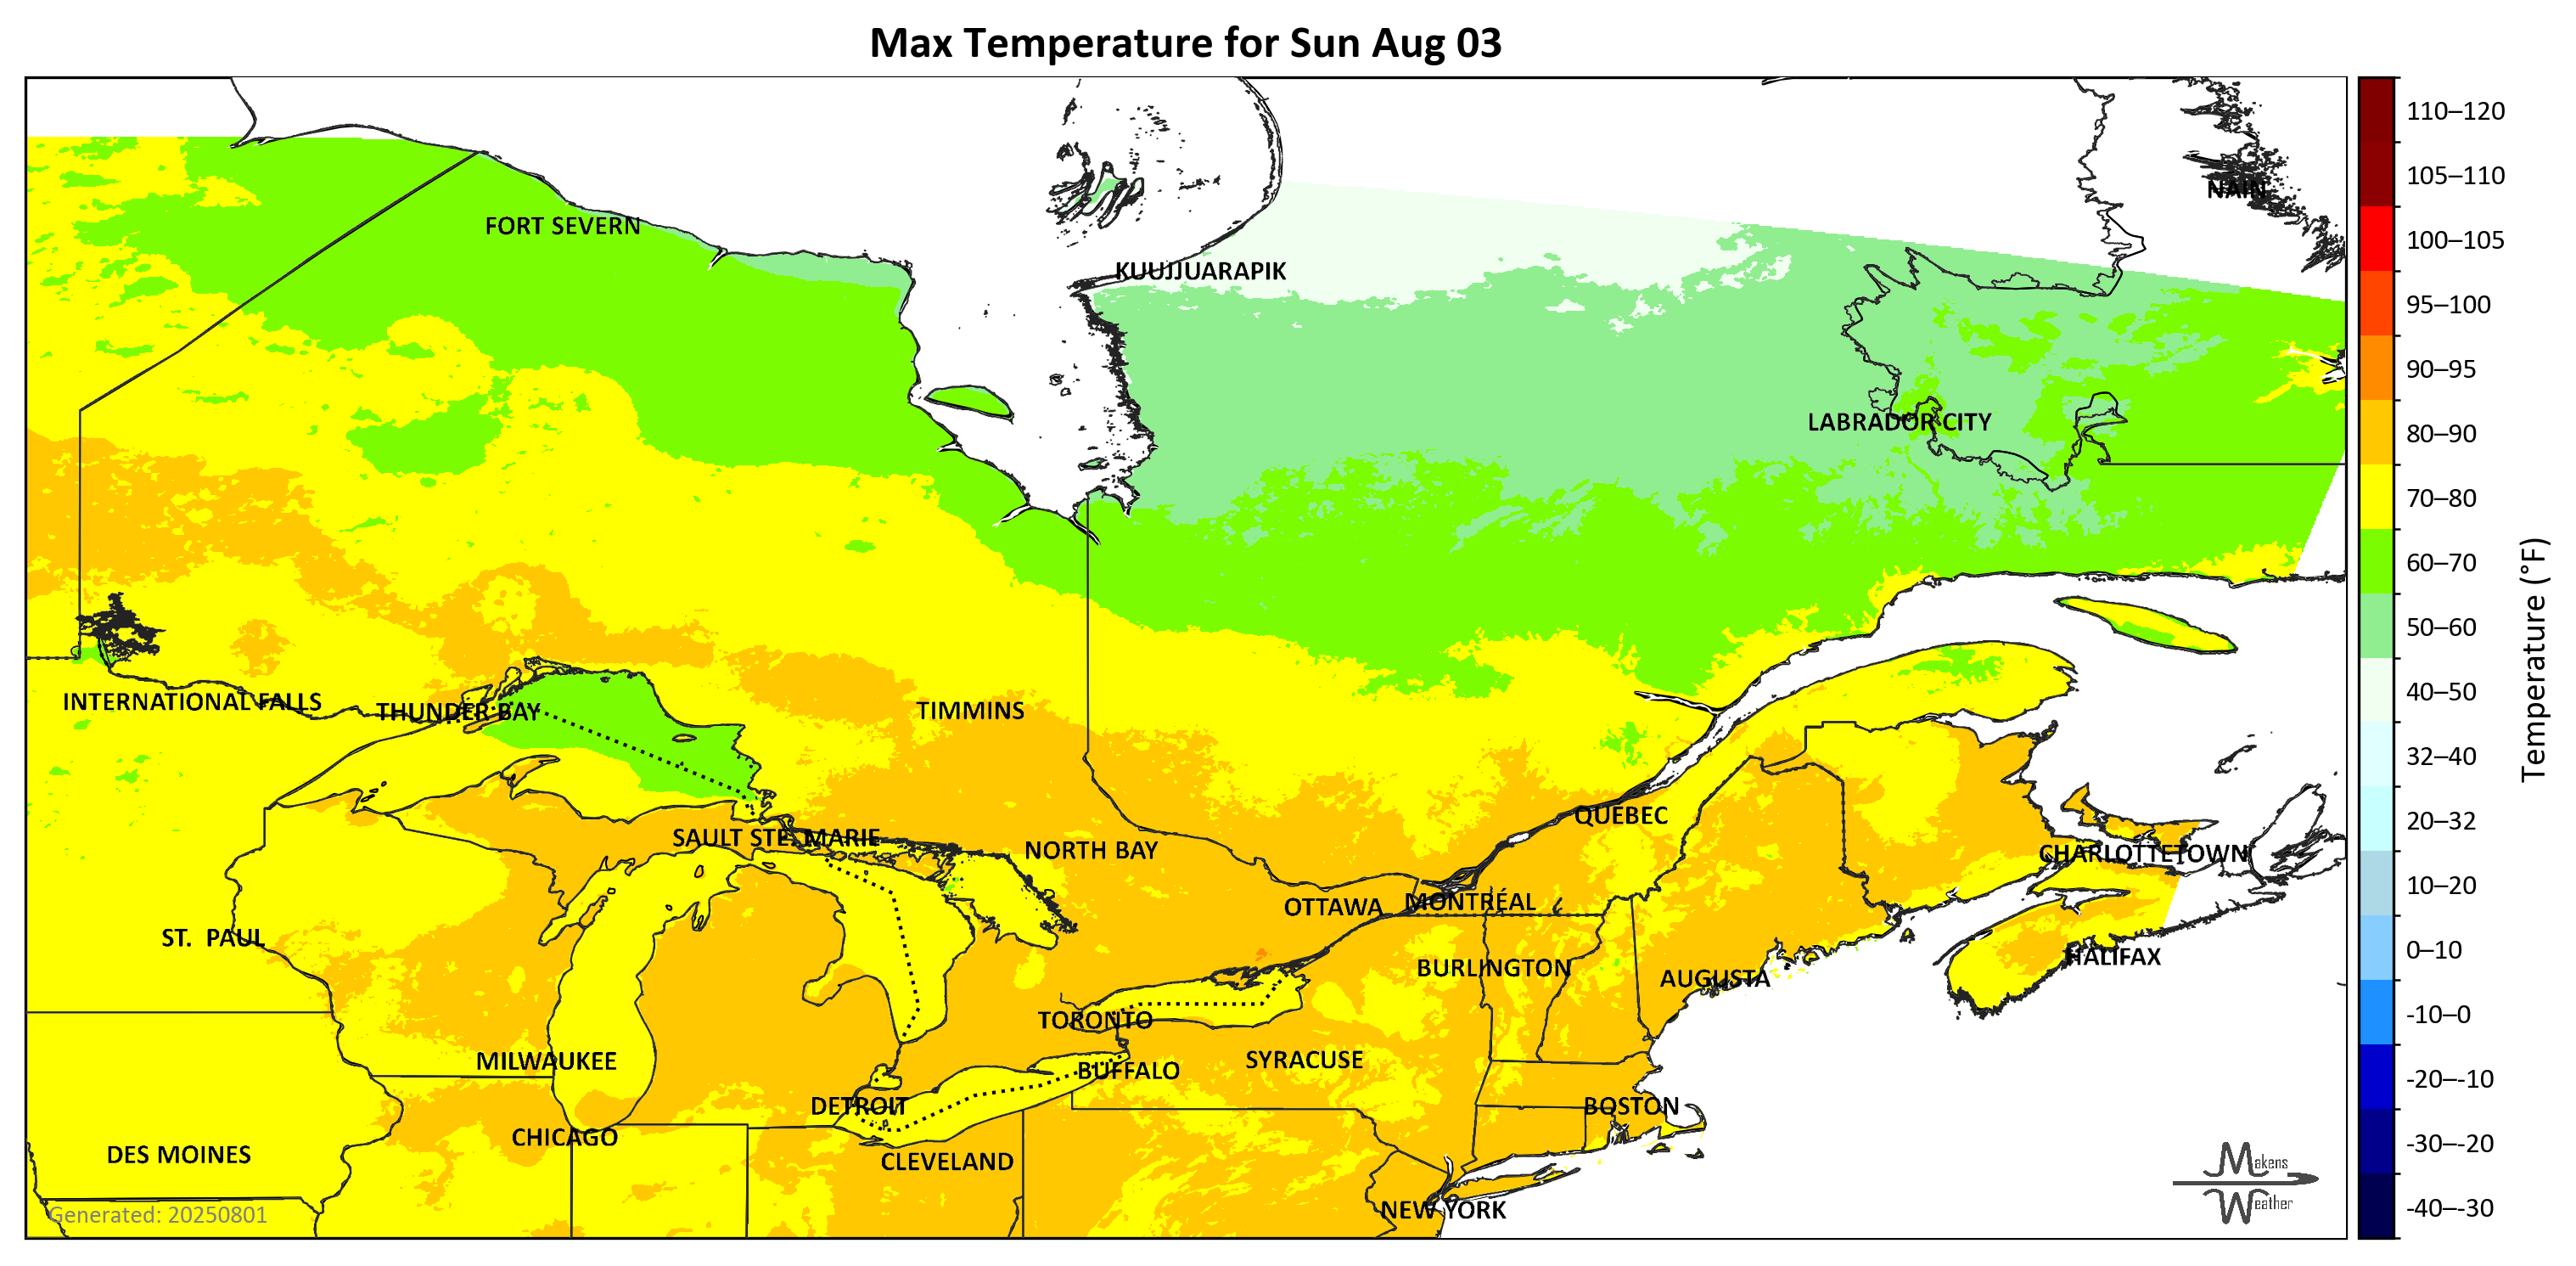 Max Temperature for Sun Aug 03
110–120
105–110
NAIN
FORT SEVERN
100–105
KUUJJUARAPIK
95–100
90–95
LABRADOR CITY
80–90
70–80
60–70
50–60
Temperature (°F)
40–50
INTERNATIONAL FALLS
THUNDER BAY
TIMMINS
32–40
QUEBEC
20–32
SAULT STE. MARIE
NORTH BAY
CHARLOTTETOWN
10–20
OTTAWA
MONTRÉAL
ST. PAUL
0–10
HALIFAX
BURLINGTON
AUGUSTA
-10–0
TORONTO
MILWAUKEE
SYRACUSE
BUFFALO
-20–-10
DETROIT
BOSTON
CHICAGO
-30–-20
DES MOINES
CLEVELAND
Makens
Weather
-40–-30
NEW YORK
Generated: 20250801